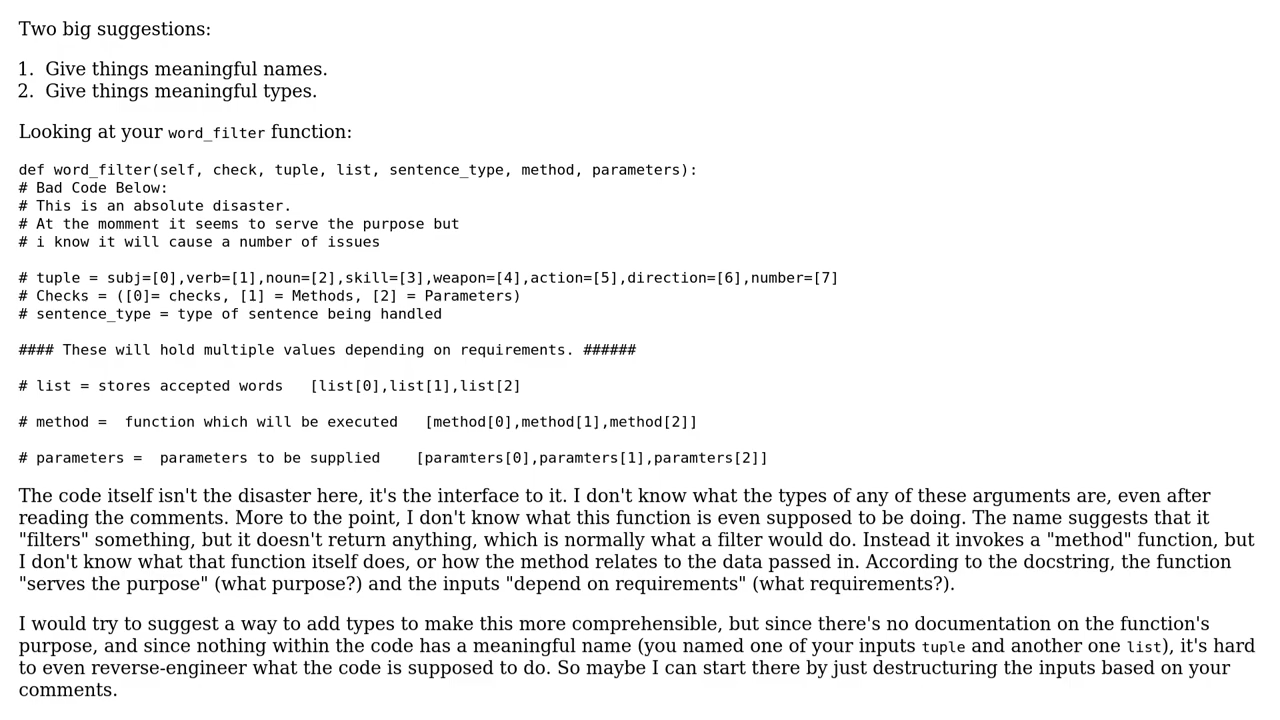 Two big suggestions:
1. Give things meaningful names.
2. Give things meaningful types.
Looking at your word_filter function:
def word_filter(self, check, tuple, list, sentence_type, method, parameters):
# Bad Code Below:
# This is an absolute disaster.
# At the momment it seems to serve the purpose but
# i know it will cause a number of issues
# tuple = subj=[0],verb=[1],noun=[2],skill=[3],weapon=[4],action=[5],direction=[6],number=[7]
# Checks = ([0]= checks, [1] = Methods, [2] = Parameters)
# sentence_type = type of sentence being handled
#### These will hold multiple values depending on requirements. ######
# list = stores accepted words   [list[0],list[1],list[2]
# method =  function which will be executed   [method[0],method[1],method[2]]
# parameters =  parameters to be supplied    [paramters[0],paramters[1],paramters[2]]
The code itself isn't the disaster here, it's the interface to it. I don't know what the types of any of these arguments are, even after
reading the comments. More to the point, I don't know what this function is even supposed to be doing. The name suggests that it
"filters" something, but it doesn't return anything, which is normally what a filter would do. Instead it invokes a "method" function, but
I don't know what that function itself does, or how the method relates to the data passed in. According to the docstring, the function
"serves the purpose" (what purpose?) and the inputs "depend on requirements" (what requirements?).
I would try to suggest a way to add types to make this more comprehensible, but since there's no documentation on the function's
purpose, and since nothing within the code has a meaningful name (you named one of your inputs tuple and another one list), it's hard
to even reverse-engineer what the code is supposed to do. So maybe I can start there by just destructuring the inputs based on your
comments.